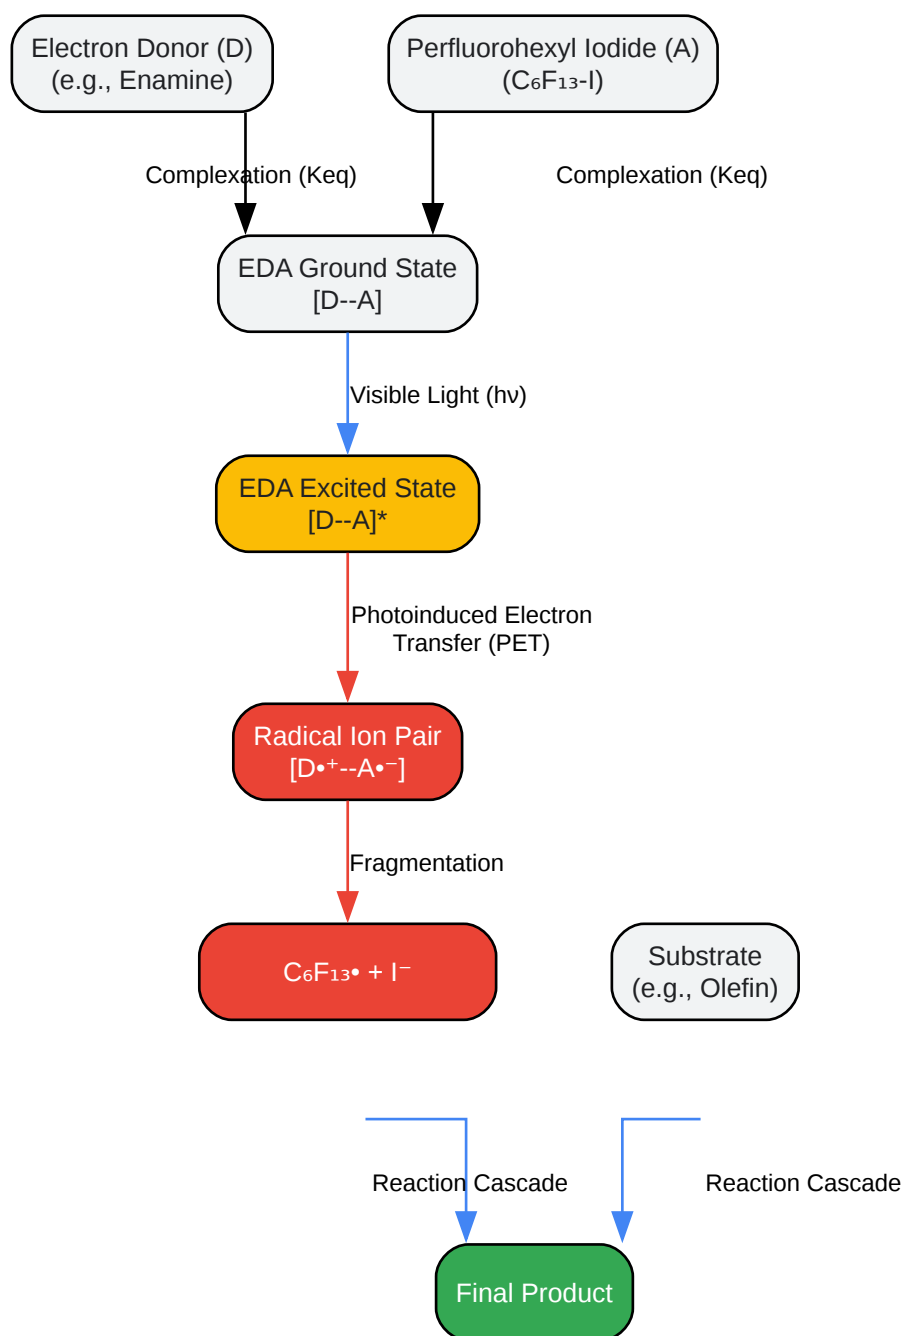 Electron Donor (D)
(e.g., Enamine)
Perfluorohexyl Iodide (A)
(C₆F₁₃-I)
Complexation (Keq)
Complexation (Keq)
EDA Ground State
[D--A]
Visible Light (hν)
EDA Excited State
[D--A]*
Photoinduced Electron
Transfer (PET)
Radical Ion Pair
[D•⁺--A•⁻]
Fragmentation
C₆F₁₃• + I⁻
Substrate
(e.g., Olefin)
Reaction Cascade
Reaction Cascade
Final Product